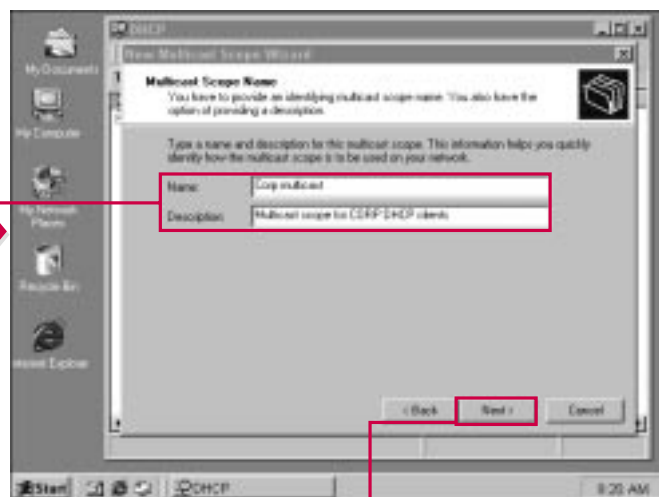 DHCP
New Multicast Scope Wizard
My Documents
My Computer
My Network
Places
Recycle Bin
Internet Explorer
Multicast Scope Name
You have to provide an identifying multicast scope name. You also have the
option of providing a description.
Type a name and description for this multicast scope. This information helps you quickly
identify how the multicast scope is to be used on your network.
Name:
Corp multicast
Description:
Multicast scope for CORP DHCP clients
< Back
Next >
Cancel
Start
DHCP
8:20 AM